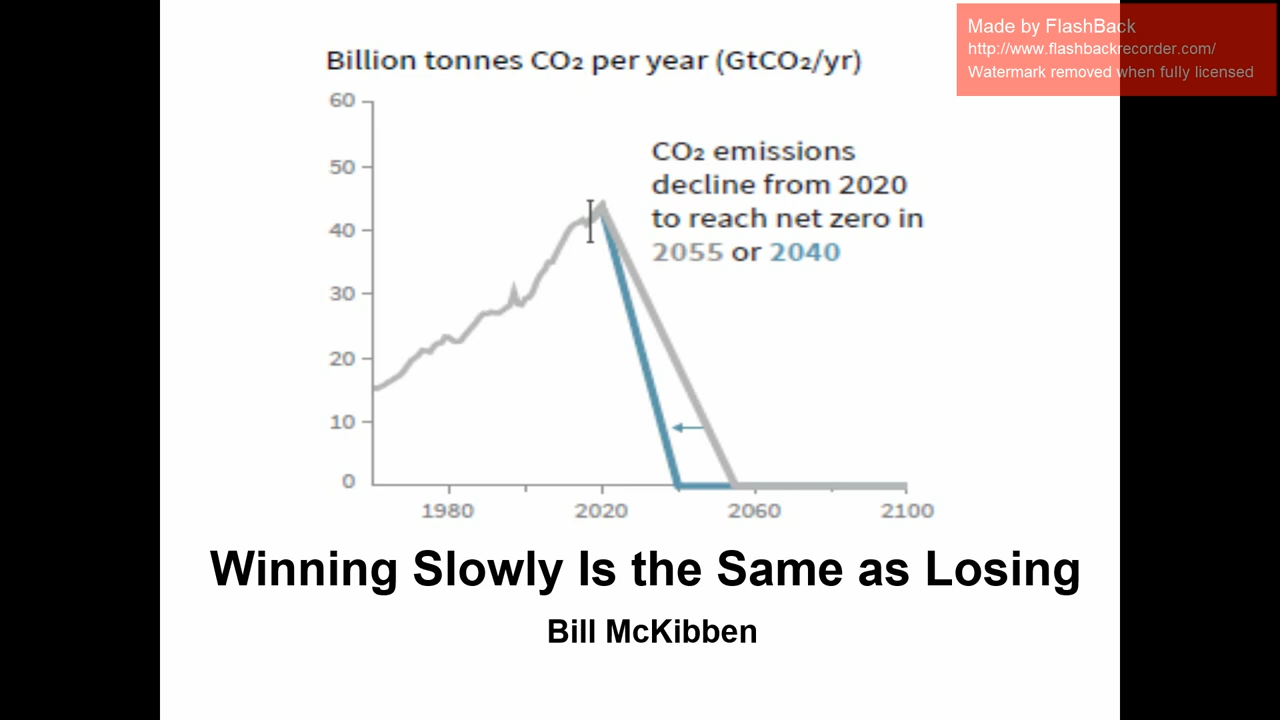 Made by FlashBack
http://www.flashbackrecorder.com/
Watermark removed when fully licensed
Billion tonnes CO₂ per year (GtCO₂/yr)
60
50
40
30
20
10
0
CO₂ emissions
decline from 2020
to reach net zero in
2055 or 2040
1980 2020 2060 2100
Winning Slowly Is the Same as Losing
Bill McKibben